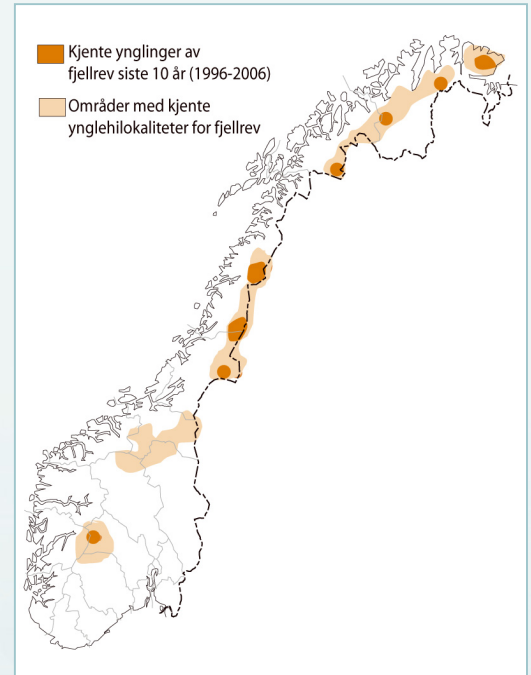 Kjente ynglinger av
fjellrev siste 10 år (1996-2006)
Områder med kjente
ynglehilokaliteter for fjellrev